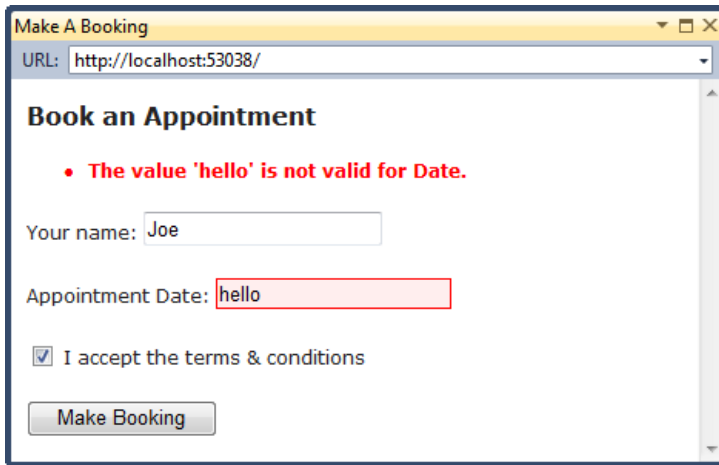 Make A Booking
URL: http://localhost:53038/
Book an Appointment
• The value 'hello' is not valid for Date.
Your name: Joe
Appointment Date: hello
I accept the terms & conditions
Make Booking